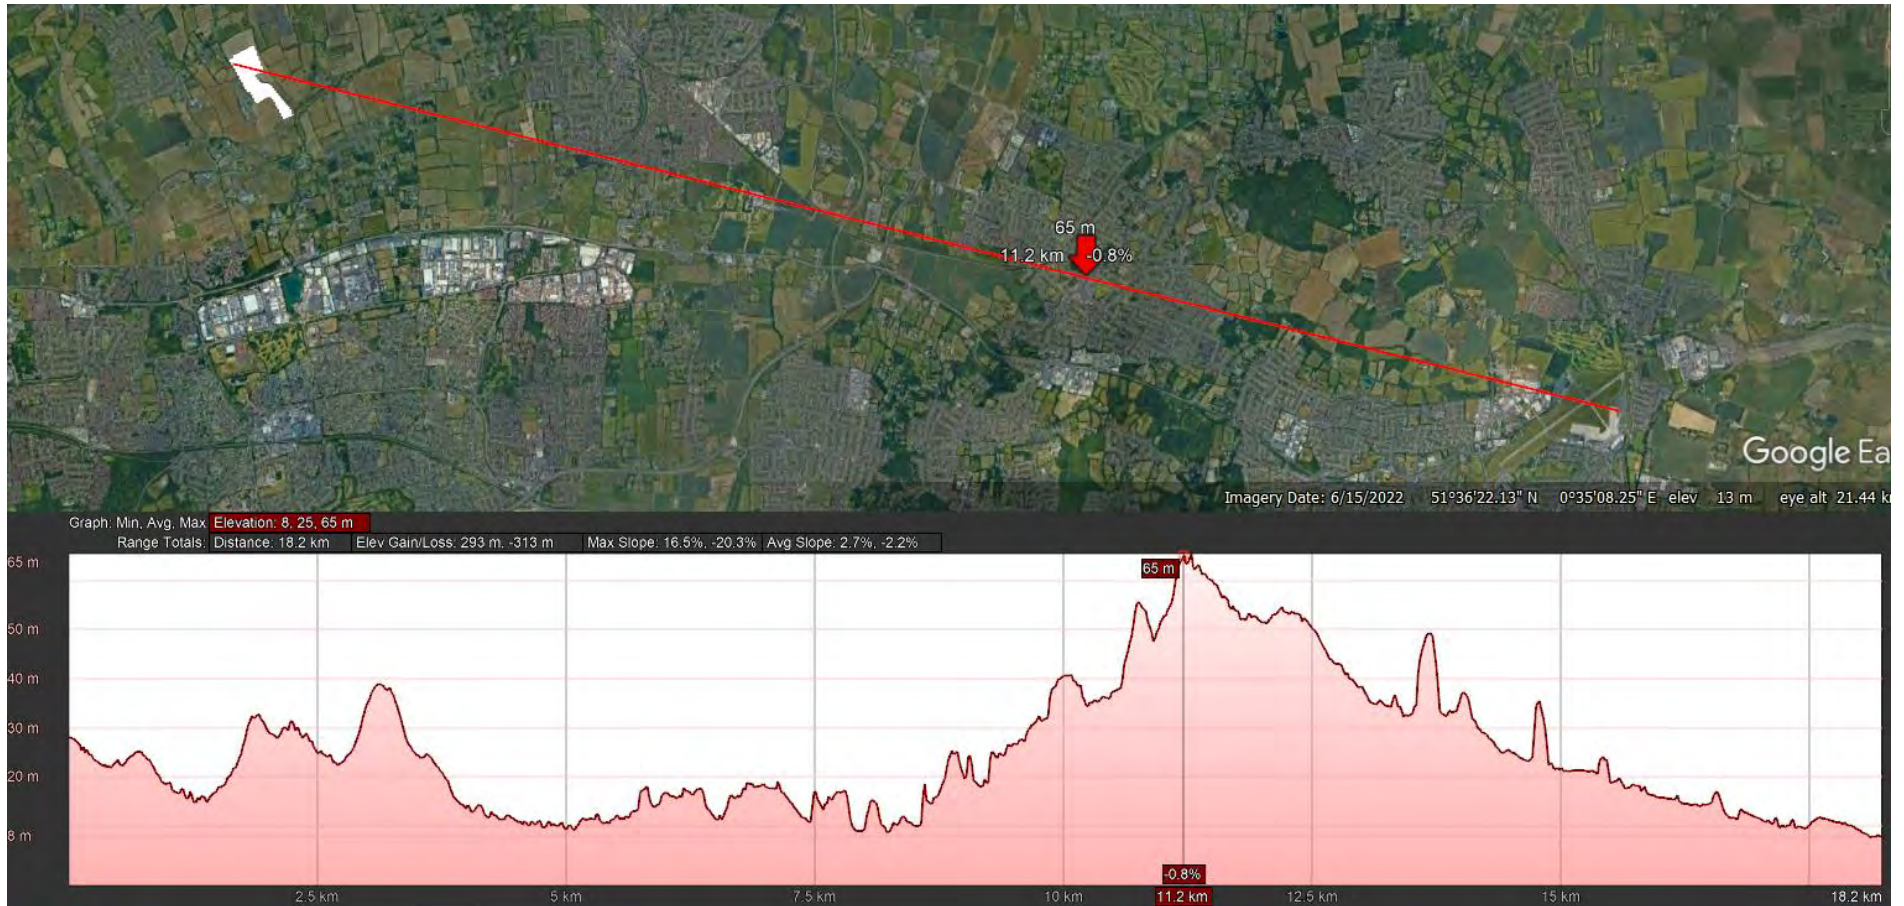 65 m
11.2 km -0.8%
Google Ea
Imagery Date: 6/15/2022 51°36'22.13" N 0°35'08.25" E elev 13 m eye alt 21.44 k
Graph: Min, Avg, Max Elevation: 8, 25, 65 m
Range Totals: Distance: 18.2 km Elev Gain/Loss: 293 m, -313 m Max Slope: 16.5%, -20.3% Avg Slope: 2.7%, -2.2%
65 m
65 m
50 m
40 m
30 m
20 m
8 m
-0.8%
2.5 km 5 km 7.5 km 10 km 11.2 km 12.5 km 15 km 18.2 km